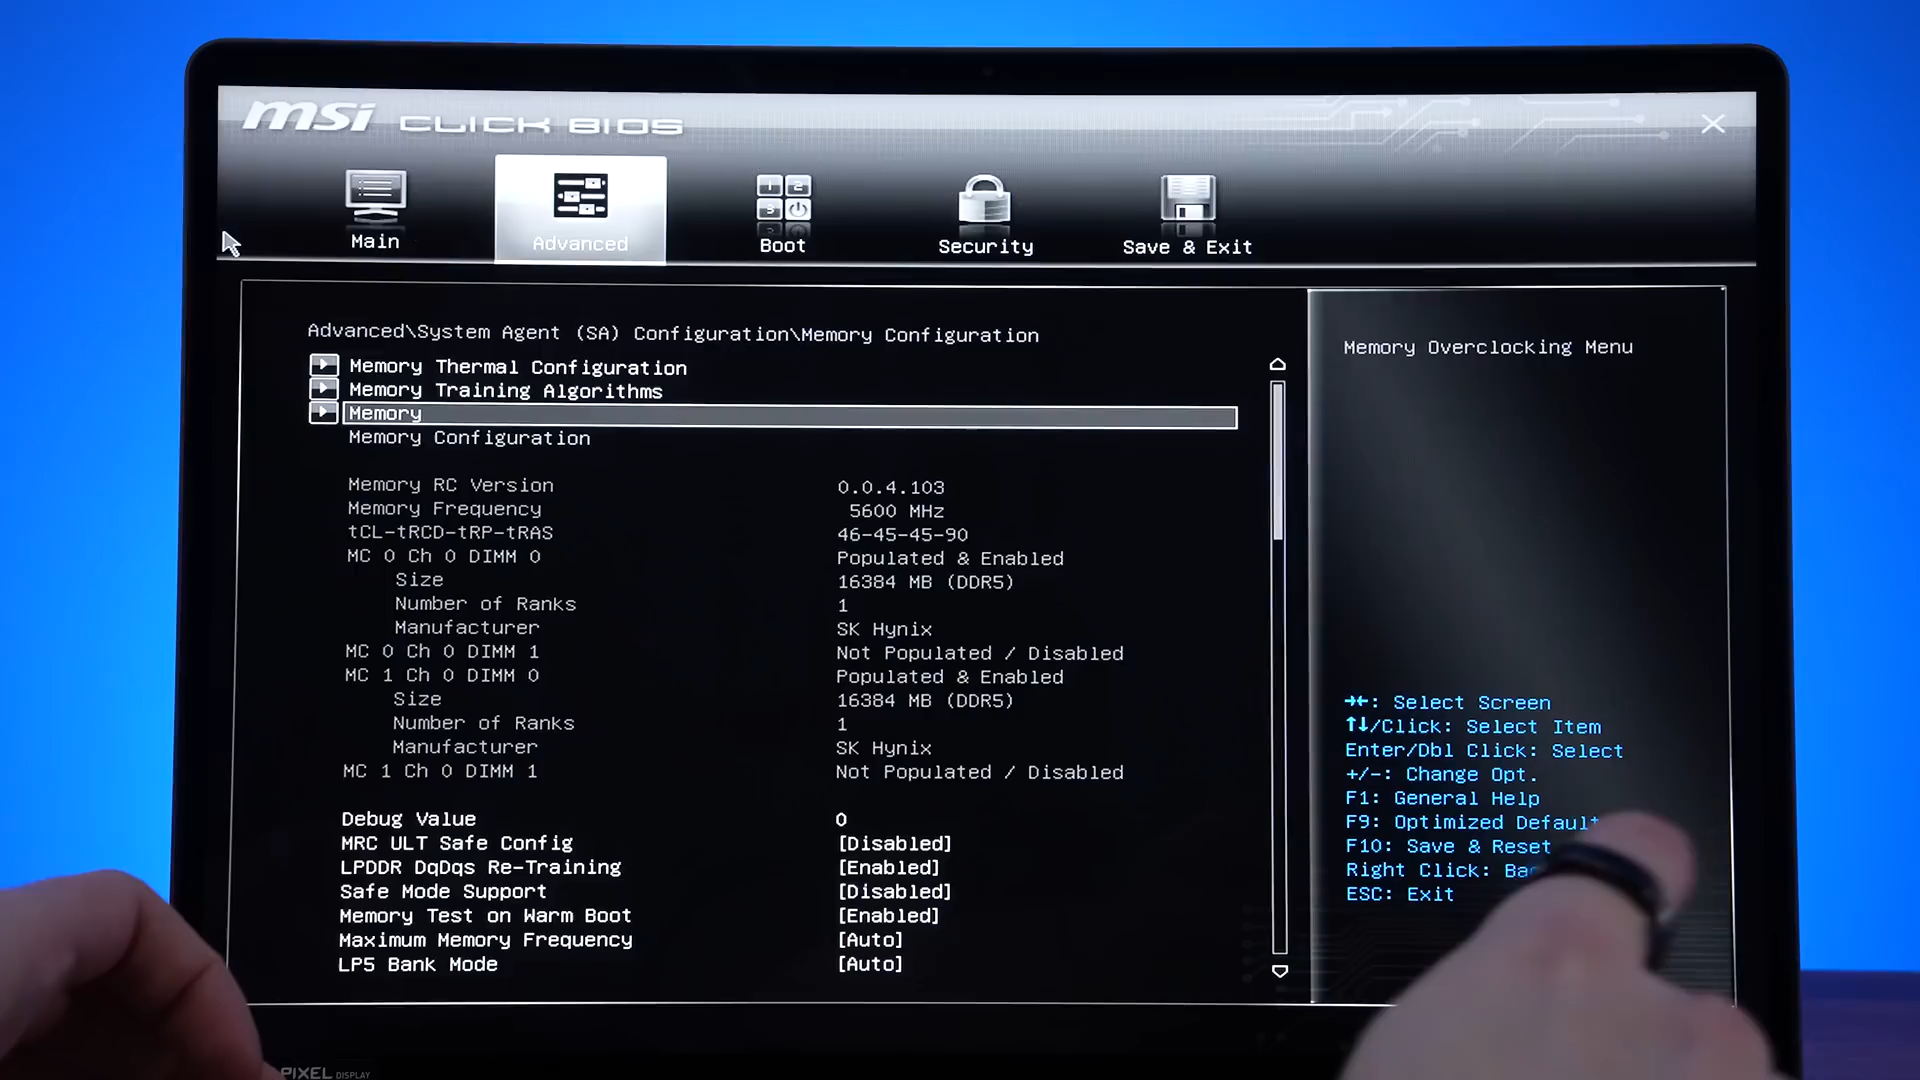 msi CLICK BIOS
Main
Advanced
Boot
Security
Save & Exit
Advanced\System Agent (SA) Configuration\Memory Configuration
Memory Thermal Configuration
Memory Training Algorithms
Memory
Memory Configuration
Memory RC Version 0.0.4.103
Memory Frequency 5600 MHz
tCL-tRCD-tRP-tRAS 46-45-45-90
MC 0 Ch 0 DIMM 0 Populated & Enabled
Size 16384 MB (DDR5)
Number of Ranks 1
Manufacturer SK Hynix
MC 0 Ch 0 DIMM 1 Not Populated / Disabled
MC 1 Ch 0 DIMM 0 Populated & Enabled
Size 16384 MB (DDR5)
Number of Ranks 1
Manufacturer SK Hynix
MC 1 Ch 0 DIMM 1 Not Populated / Disabled
Debug Value 0
MRC ULT Safe Config [Disabled]
LPDDR DqDqs Re-Training [Enabled]
Safe Mode Support [Disabled]
Memory Test on Warm Boot [Enabled]
Maximum Memory Frequency [Auto]
LP5 Bank Mode [Auto]
Memory Overclocking Menu
→←: Select Screen
↑↓/Click: Select Item
Enter/Dbl Click: Select
+/-: Change Opt.
F1: General Help
F9: Optimized Default
F10: Save & Reset
Right Click:
ESC: Exit
PIXEL DISPLAY